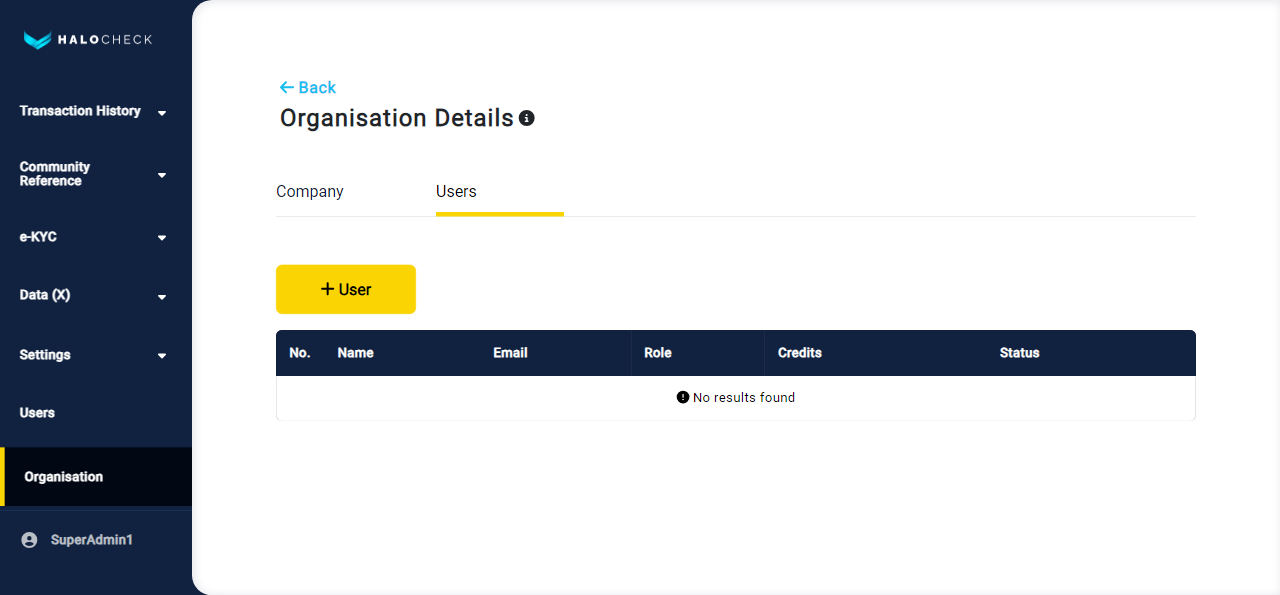 HALOCHECK
Transaction History
Community
Reference
e-KYC
Data (X)
Settings
Users
Organisation
SuperAdmin1
Back
Organisation Details
Company Users
+ User
No. Name Email Role Credits Status
No results found